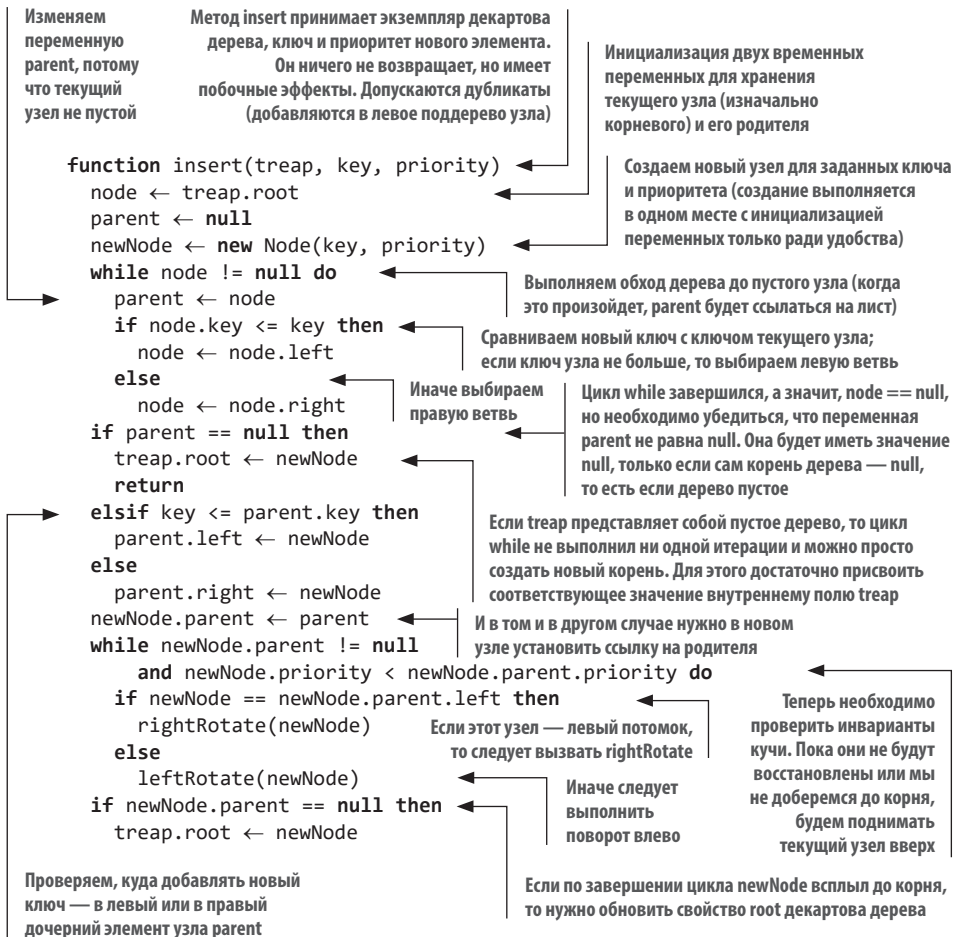 Изменяем
переменную
parent, потому
что текущий
узел не пустой
Метод insert принимает экземпляр декартова
дерева, ключ и приоритет нового элемента.
Он ничего не возвращает, но имеет
побочные эффекты. Допускаются дубликаты
(добавляются в левое поддерево узла)
Инициализация двух временных
переменных для хранения
текущего узла (изначально
корневого) и его родителя
function insert(treap, key, priority)
node ← treap.root
parent ← null
newNode ← new Node(key, priority)
Создаем новый узел для заданных ключа
и приоритета (создание выполняется
в одном месте с инициализацией
переменных только ради удобства)
while node != null do
Выполняем обход дерева до пустого узла (когда
это произойдет, parent будет ссылаться на лист)
parent ← node
if node.key <= key then
Сравниваем новый ключ с ключом текущего узла;
если ключ узла не больше, то выбираем левую ветвь
node ← node.left
else
Иначе выбираем
правую ветвь
node ← node.right
if parent == null then
Цикл while завершился, а значит, node == null,
но необходимо убедиться, что переменная
parent не равна null. Она будет иметь значение
null, только если сам корень дерева — null,
то есть если дерево пустое
treap.root ← newNode
return
Если treap представляет собой пустое дерево, то цикл
while не выполнил ни одной итерации и можно просто
создать новый корень. Для этого достаточно присвоить
соответствующее значение внутреннему полю treap
elsif key <= parent.key then
parent.left ← newNode
else
parent.right ← newNode
newNode.parent ← parent
И в том и в другом случае нужно в новом
узле установить ссылку на родителя
while newNode.parent != null
and newNode.priority < newNode.parent.priority do
Теперь необходимо
проверить инварианты
кучи. Пока они не будут
восстановлены или мы
не доберемся до корня,
будем поднимать
текущий узел вверх
if newNode == newNode.parent.left then
rightRotate(newNode)
Если этот узел — левый потомок,
то следует вызвать rightRotate
else
leftRotate(newNode)
Иначе следует
выполнить
поворот влево
if newNode.parent == null then
treap.root ← newNode
Проверяем, куда добавлять новый
ключ — в левый или в правый
дочерний элемент узла parent
Если по завершении цикла newNode всплыл до корня,
то нужно обновить свойство root декартова дерева